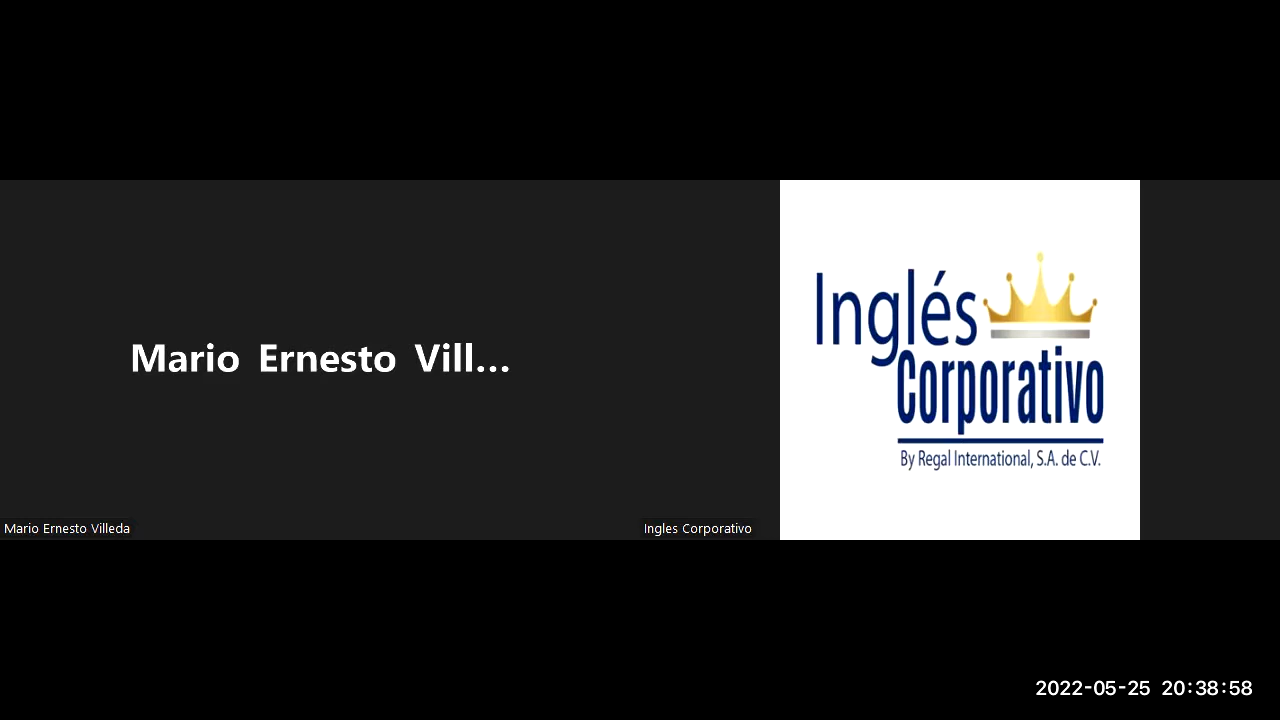 Mario Ernesto Vill...
Inglés
Corporativo
By Regal International, S.A. de C.V.
Mario Ernesto Villeda
Ingles Corporativo
2022-05-25 20:38:58